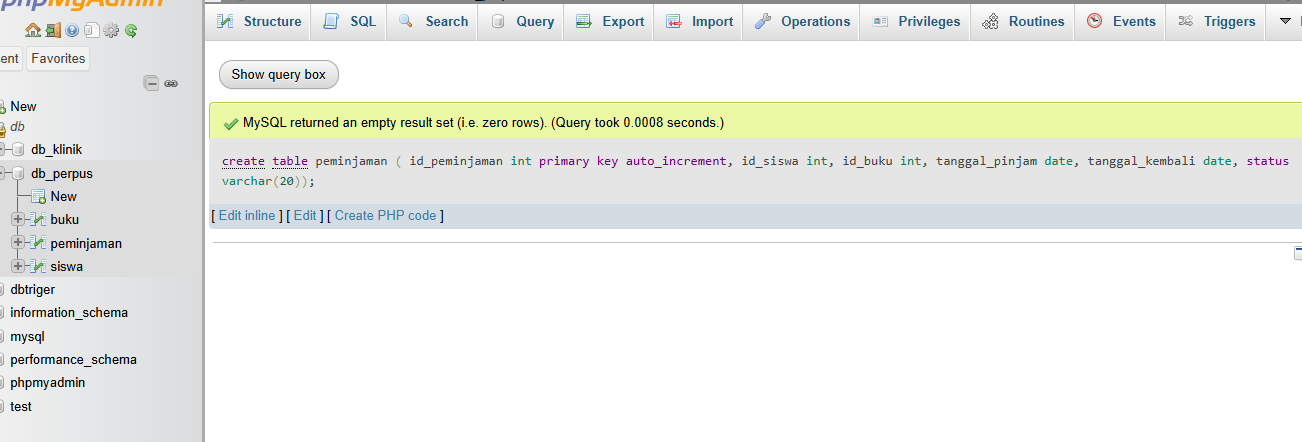 phpMyAdmin
Structure SQL Search Query Export Import Operations Privileges Routines Events Triggers
ent Favorites
Show query box
New
db
db_klinik
db_perpus
New
buku
peminjaman
siswa
dbtriger
information_schema
mysql
performance_schema
phpmyadmin
test
MySQL returned an empty result set (i.e. zero rows). (Query took 0.0008 seconds.)
create table peminjaman ( id_peminjaman int primary key auto_increment, id_siswa int, id_buku int, tanggal_pinjam date, tanggal_kembali date, status
varchar(20));
[ Edit inline ] [ Edit ] [ Create PHP code ]